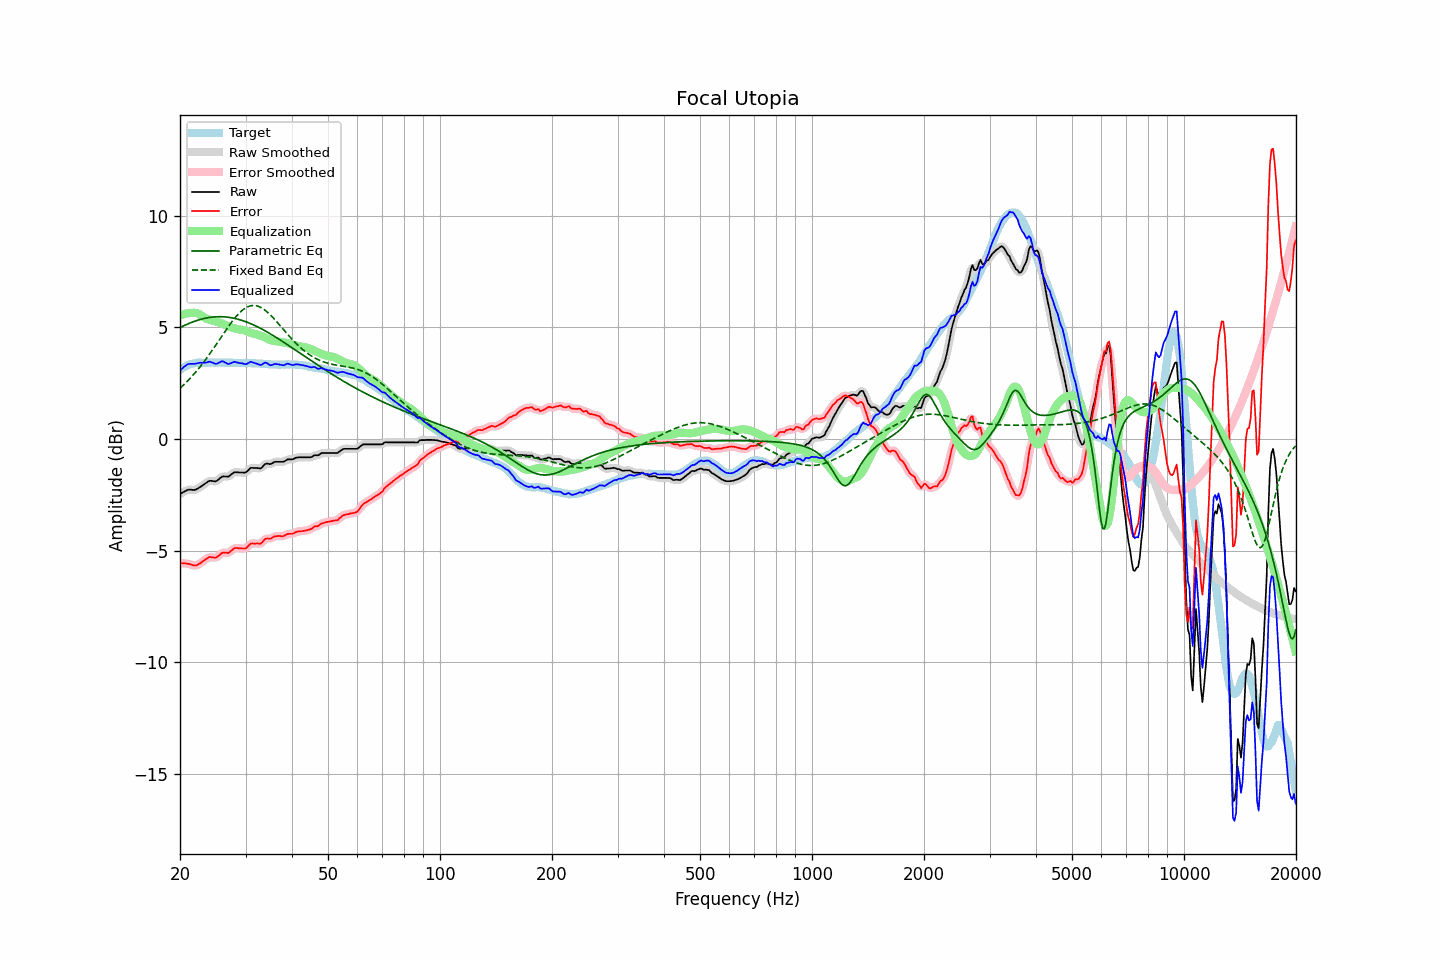 Focal Utopia
Target
Raw Smoothed
Error Smoothed
Raw
Error
Equalization
Parametric Eq
Fixed Band Eq
Equalized
Amplitude (dBr)
10
5
0
−5
−10
−15
20 50 100 200 500 1000 2000 5000 10000 20000
Frequency (Hz)